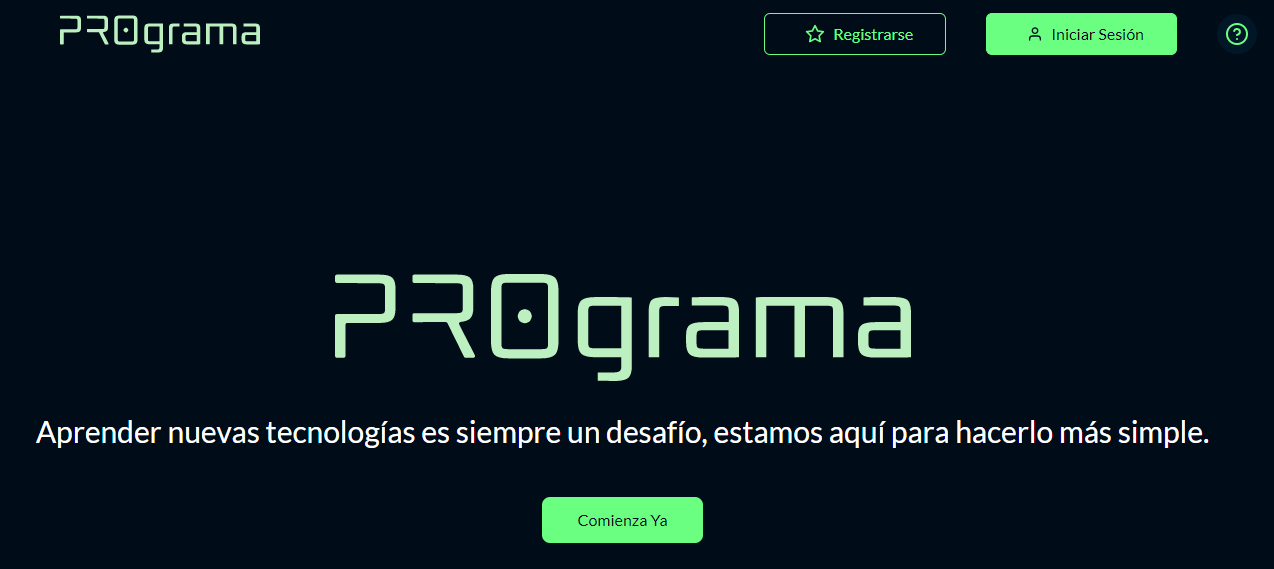 PROgrama
Registrarse
Iniciar Sesión
?
PROgrama
Aprender nuevas tecnologías es siempre un desafío, estamos aquí para hacerlo más simple.
Comienza Ya